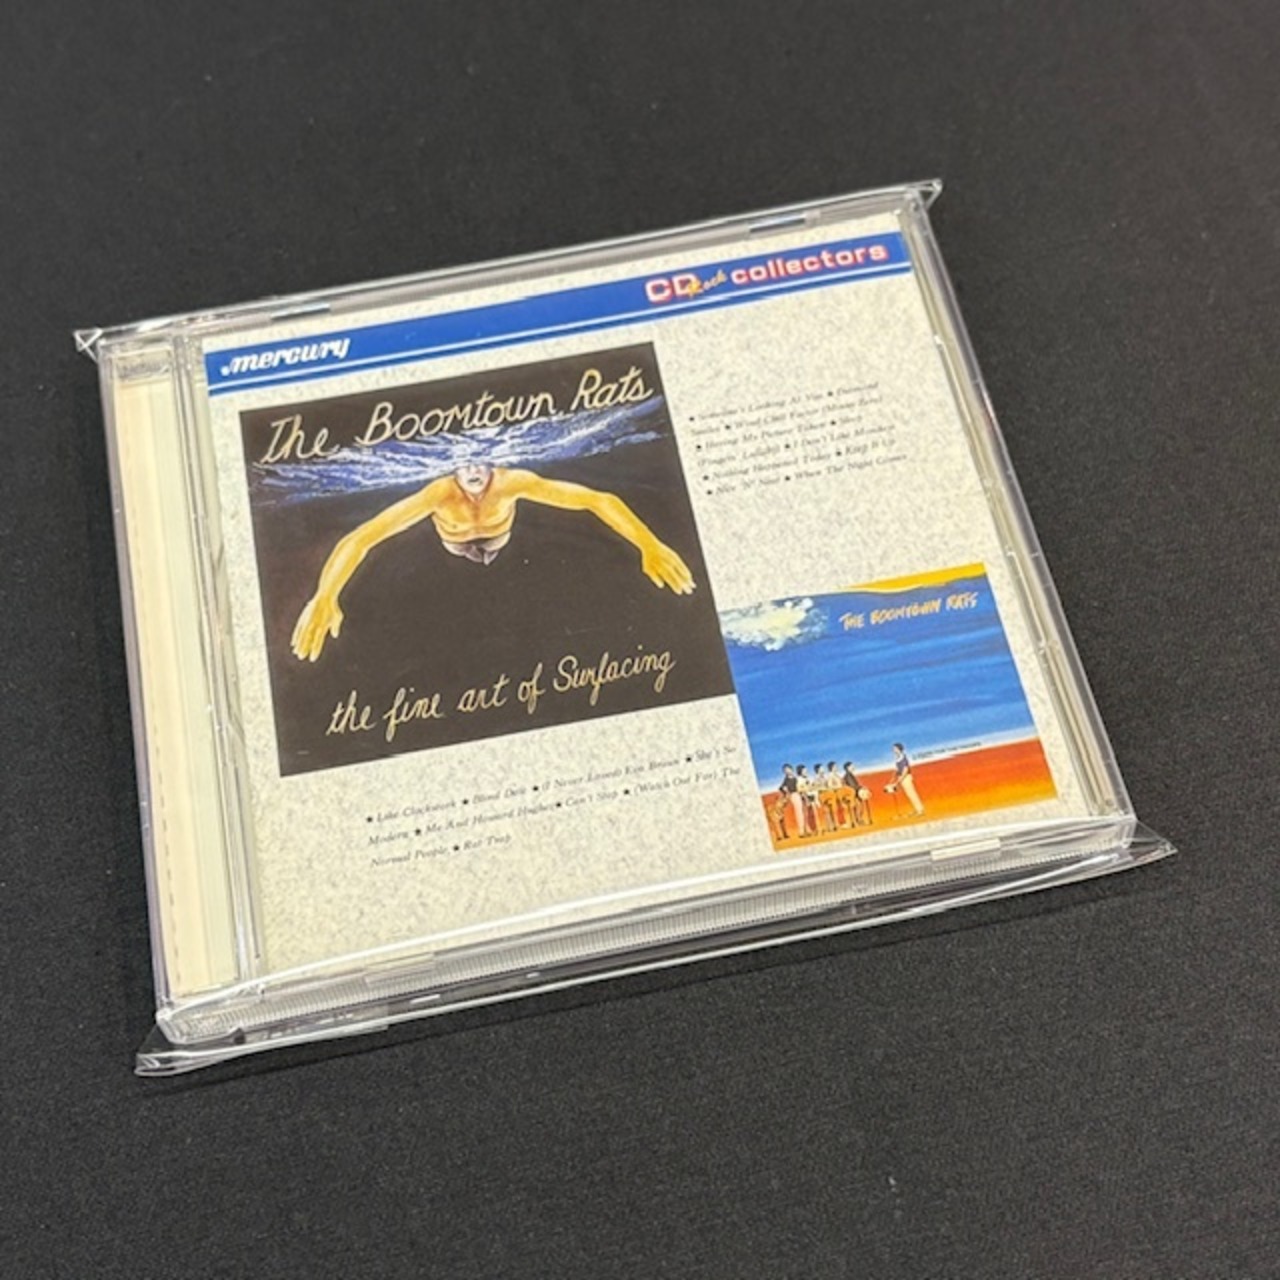 mercury
CD Rock collectors
The Boomtown Rats
the fine art of Surfacing
★ Someone's Looking At You ★ Diamond
Smiles ★ Wind Chill Factor (Minus Zero)
★ Having My Picture Taken ★ Sleep
(Fingers' Lullaby) ★ I Don't Like Mondays
★ Nothing Happened Today ★ Keep It Up
★ Nice 'N' Neat ★ When The Night Comes
THE BOOMTOWN RATS
★ Like Clockwork ★ Blind Date ★ (I Never Loved) Eva Braun ★ She's So
Modern ★ Me And Howard Hughes ★ Can't Stop ★ (Watch Out For) The
Normal People ★ Rat Trap